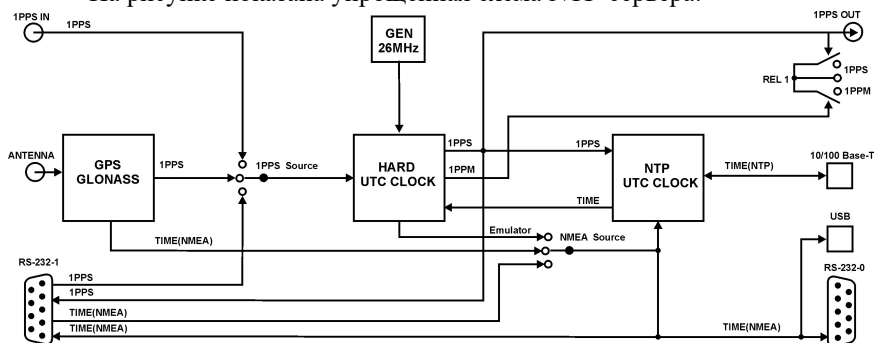 На рисунке показана упрощенная схема NTP сервера.
1PPS IN
1PPS
GEN
26MHz
1PPS OUT
REL 1
1PPS
1PPM
ANTENNA
GPS
GLONASS
1PPS
1PPS Source
HARD
UTC CLOCK
1PPS
1PPM
1PPS
TIME
NTP
UTC CLOCK
TIME(NTP)
10/100 Base-T
Emulator
NMEA Source
TIME(NMEA)
USB
RS-232-1
1PPS
1PPS
TIME(NMEA)
TIME(NMEA)
TIME(NMEA)
RS-232-0